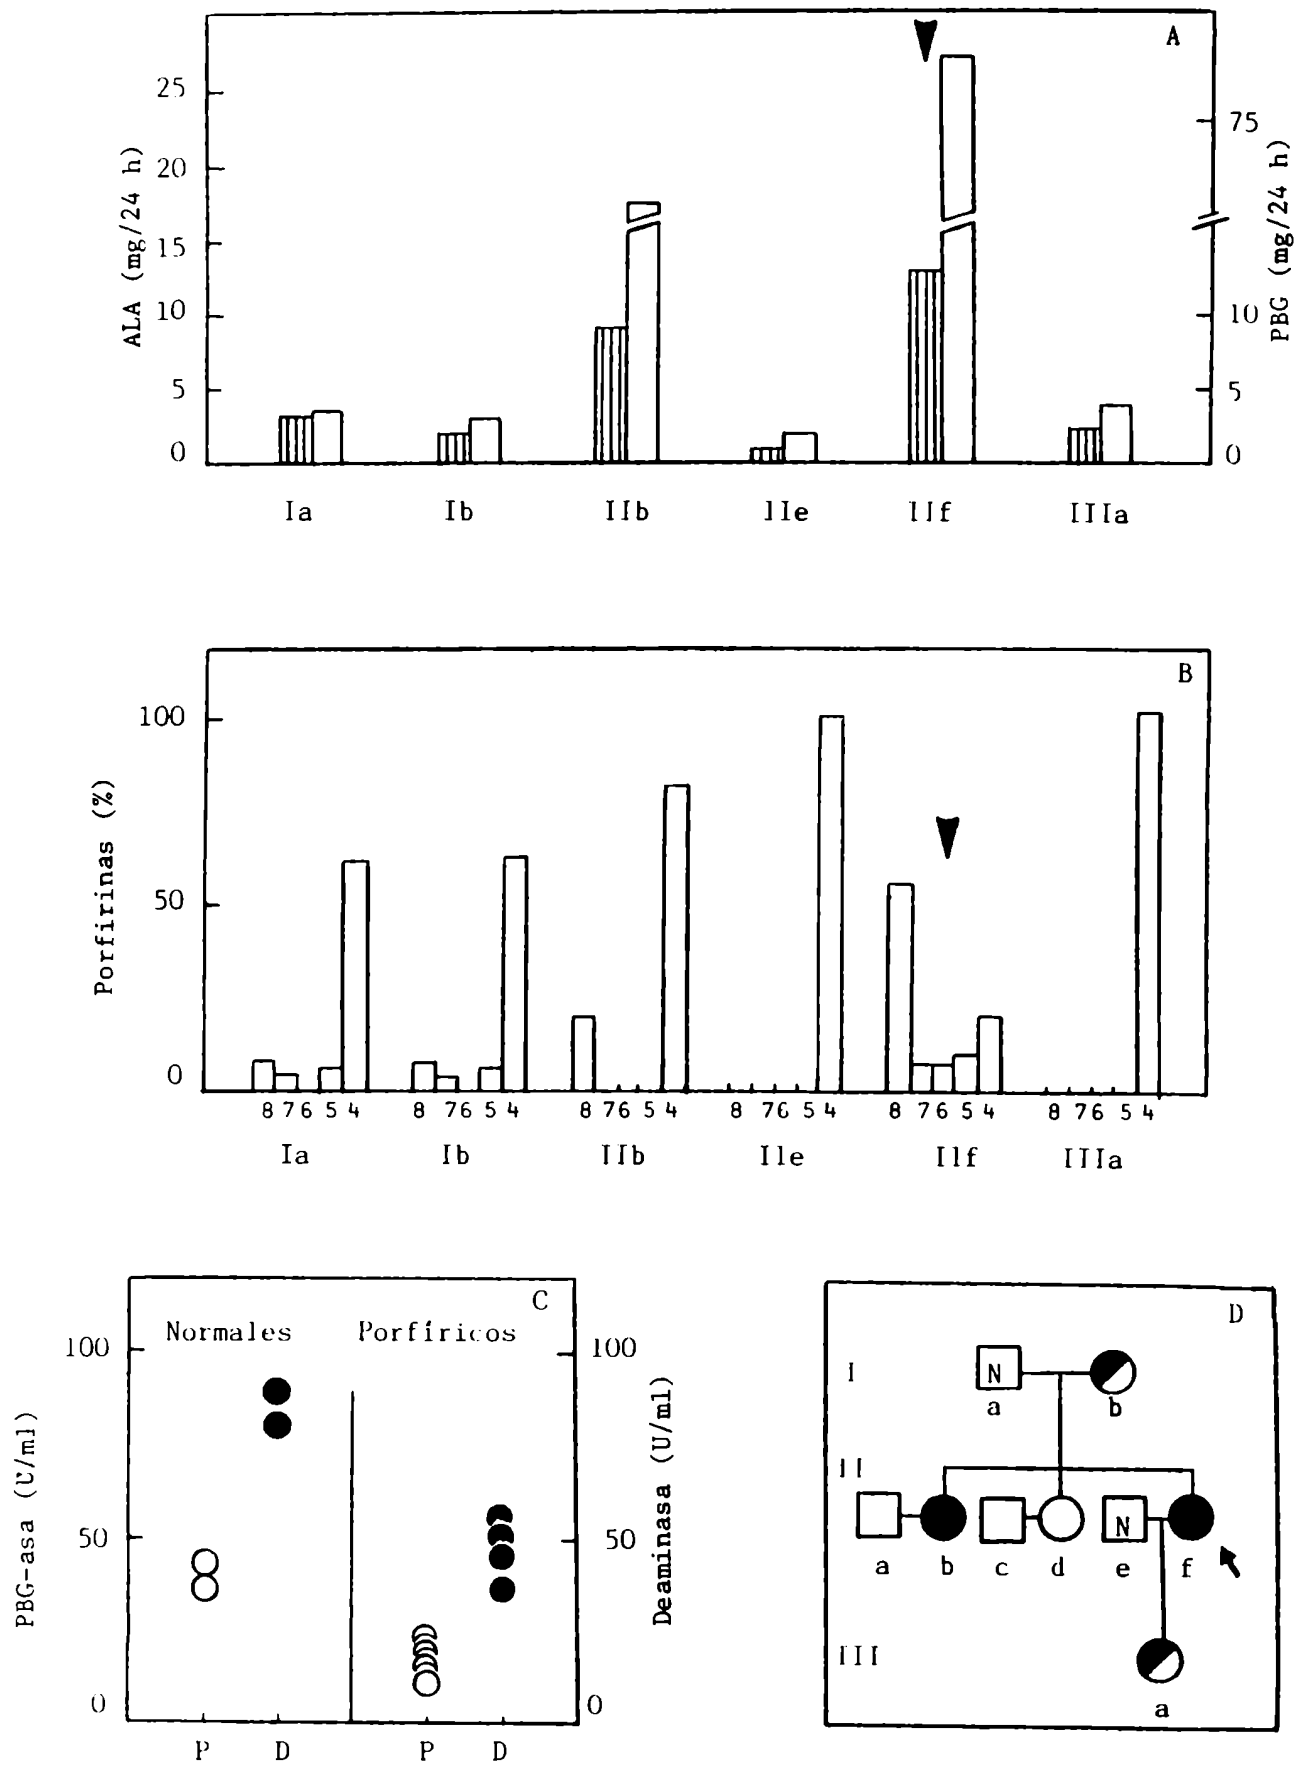 A
25
20
15
10
5
0
ALA (mg/24 h)
75
10
5
0
PBG (mg/24 h)
Ia Ib IIb IIe IIf IIIa
B
100
50
0
Porfirinas (%)
8 76 5 4 8 76 5 4 8 76 5 4 8 76 5 4 8 76 5 4 8 76 5 4
Ia Ib IIb IIe IIf IIIa
C
Normales Porfíricos
100
50
0
PBG-asa (U/ml)
100
50
0
Deaminasa (U/ml)
P D P D
D
I
N
a b
II
N
a b c d e f
III
a